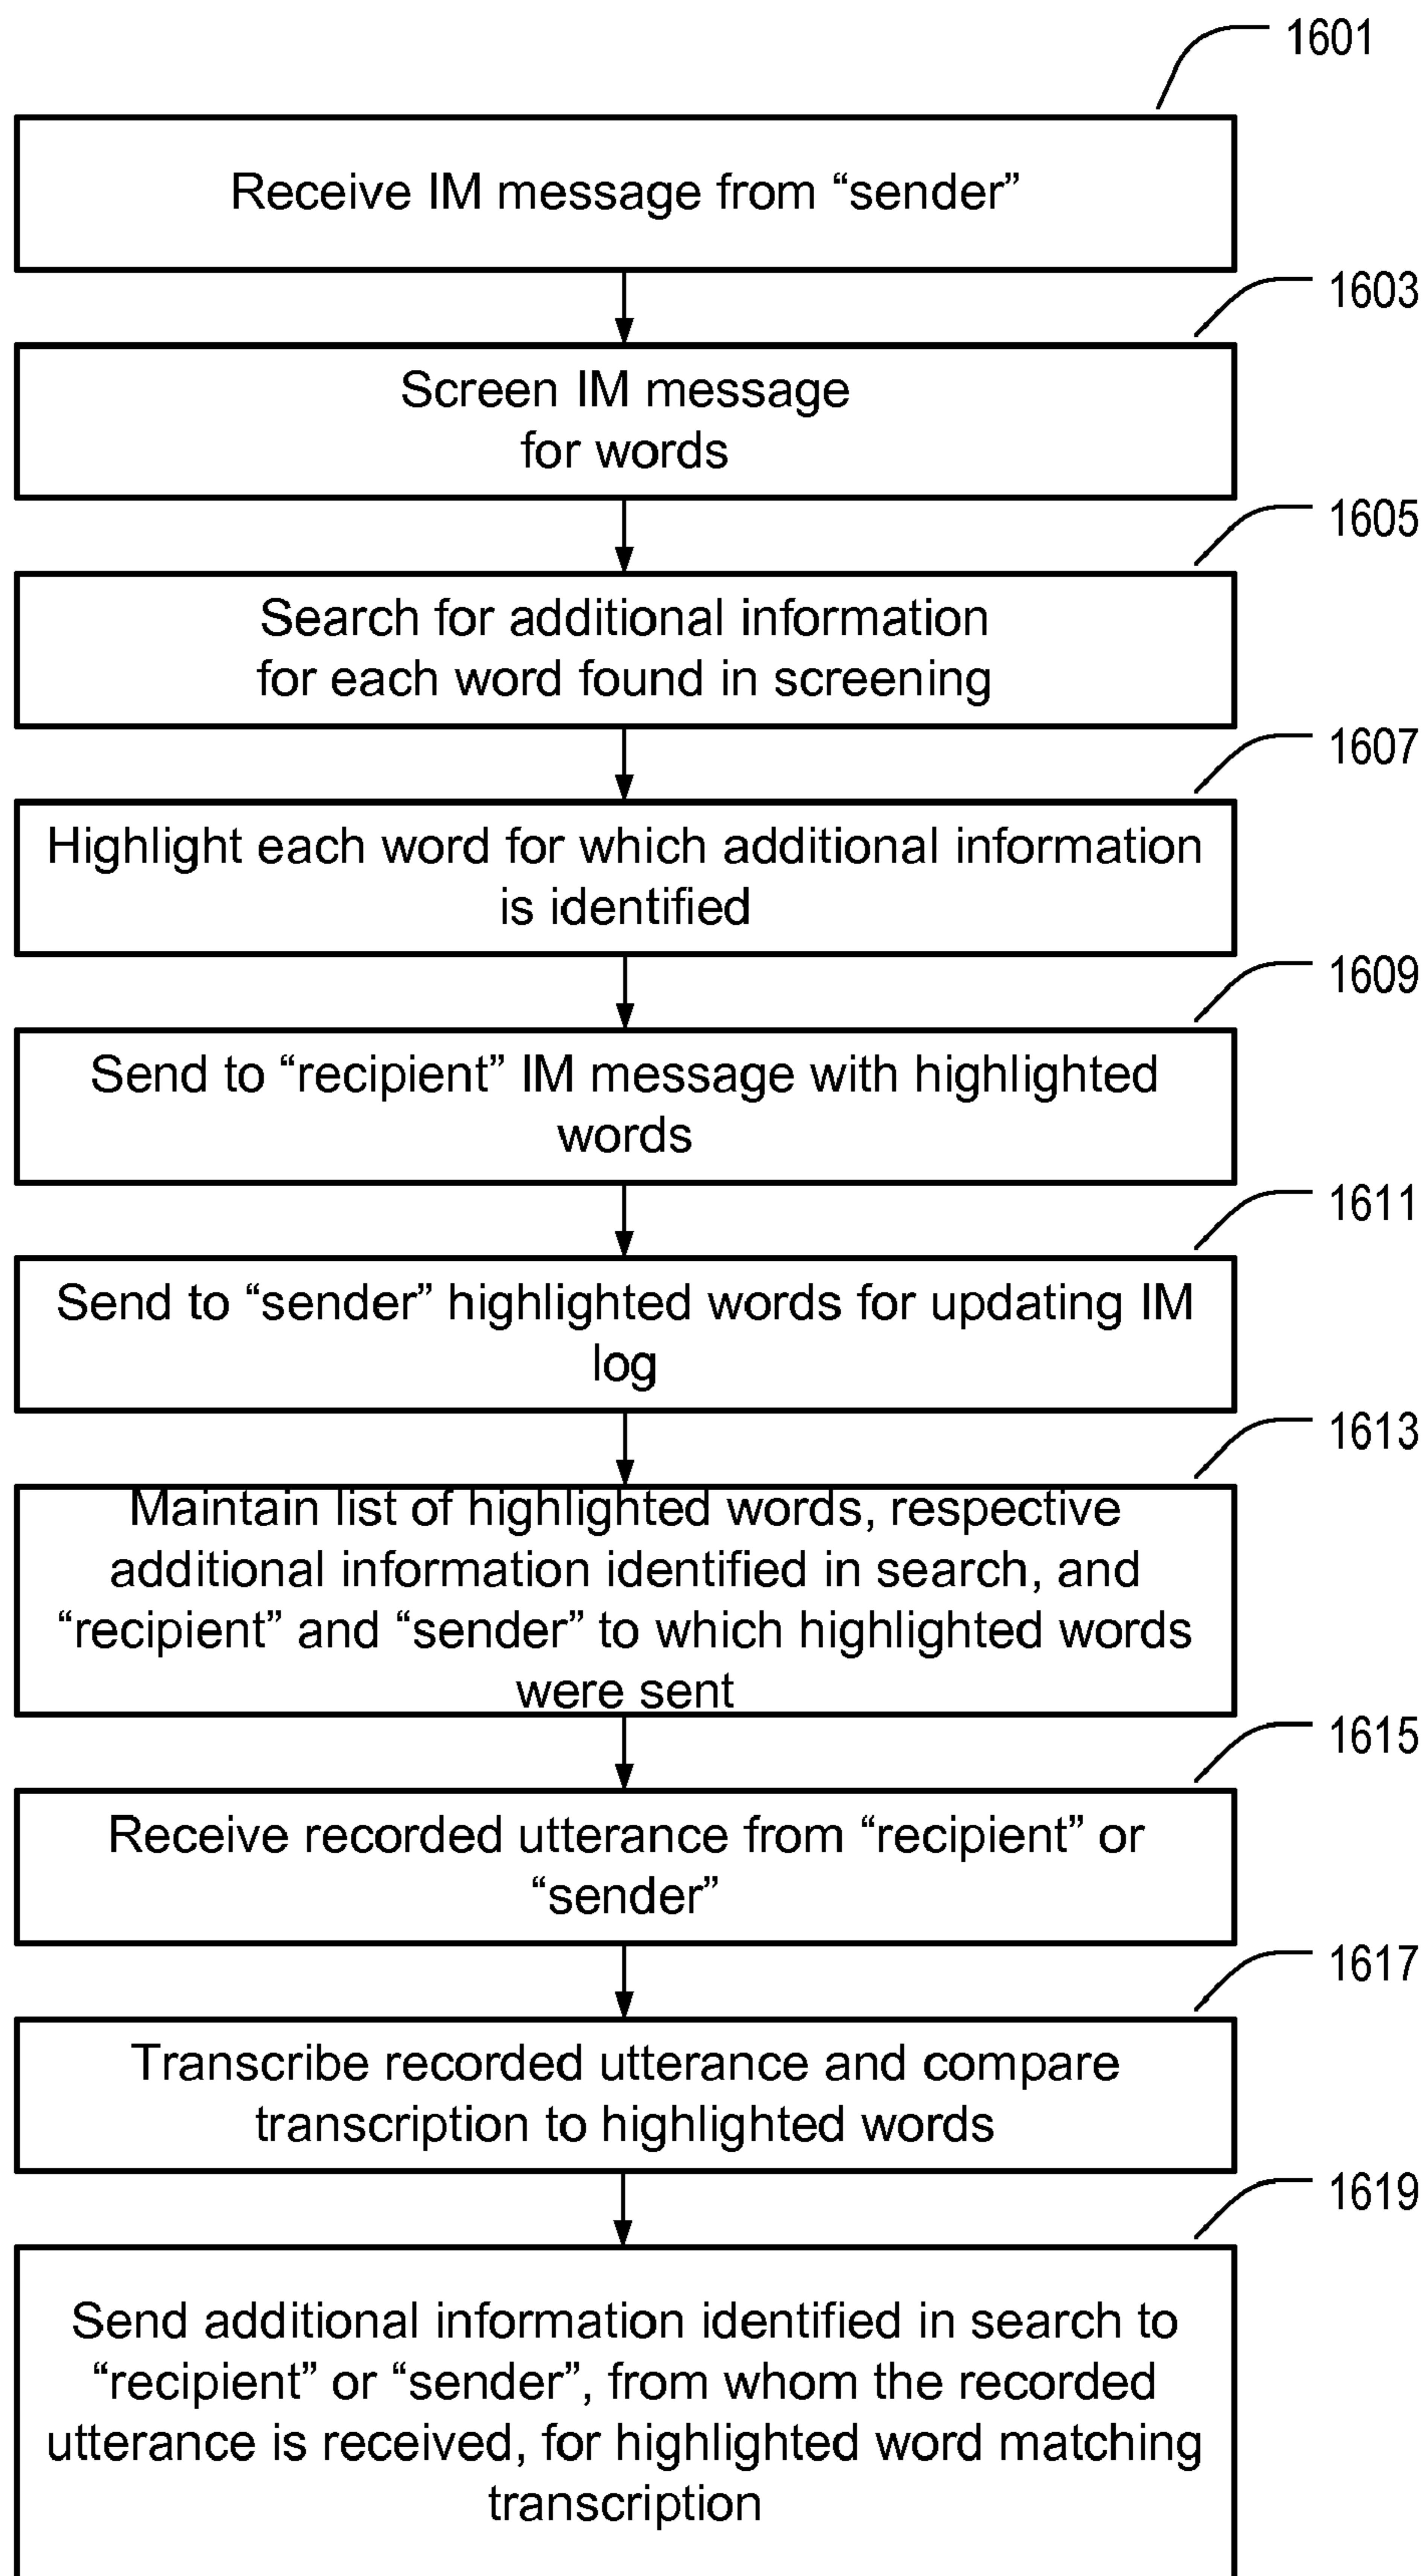 1601
Receive IM message from “sender”
1603
Screen IM message
for words
1605
Search for additional information
for each word found in screening
1607
Highlight each word for which additional information
is identified
1609
Send to “recipient” IM message with highlighted
words
1611
Send to “sender” highlighted words for updating IM
log
1613
Maintain list of highlighted words, respective
additional information identified in search, and
“recipient” and “sender” to which highlighted words
were sent
1615
Receive recorded utterance from “recipient” or
“sender”
1617
Transcribe recorded utterance and compare
transcription to highlighted words
1619
Send additional information identified in search to
“recipient” or “sender”, from whom the recorded
utterance is received, for highlighted word matching
transcription